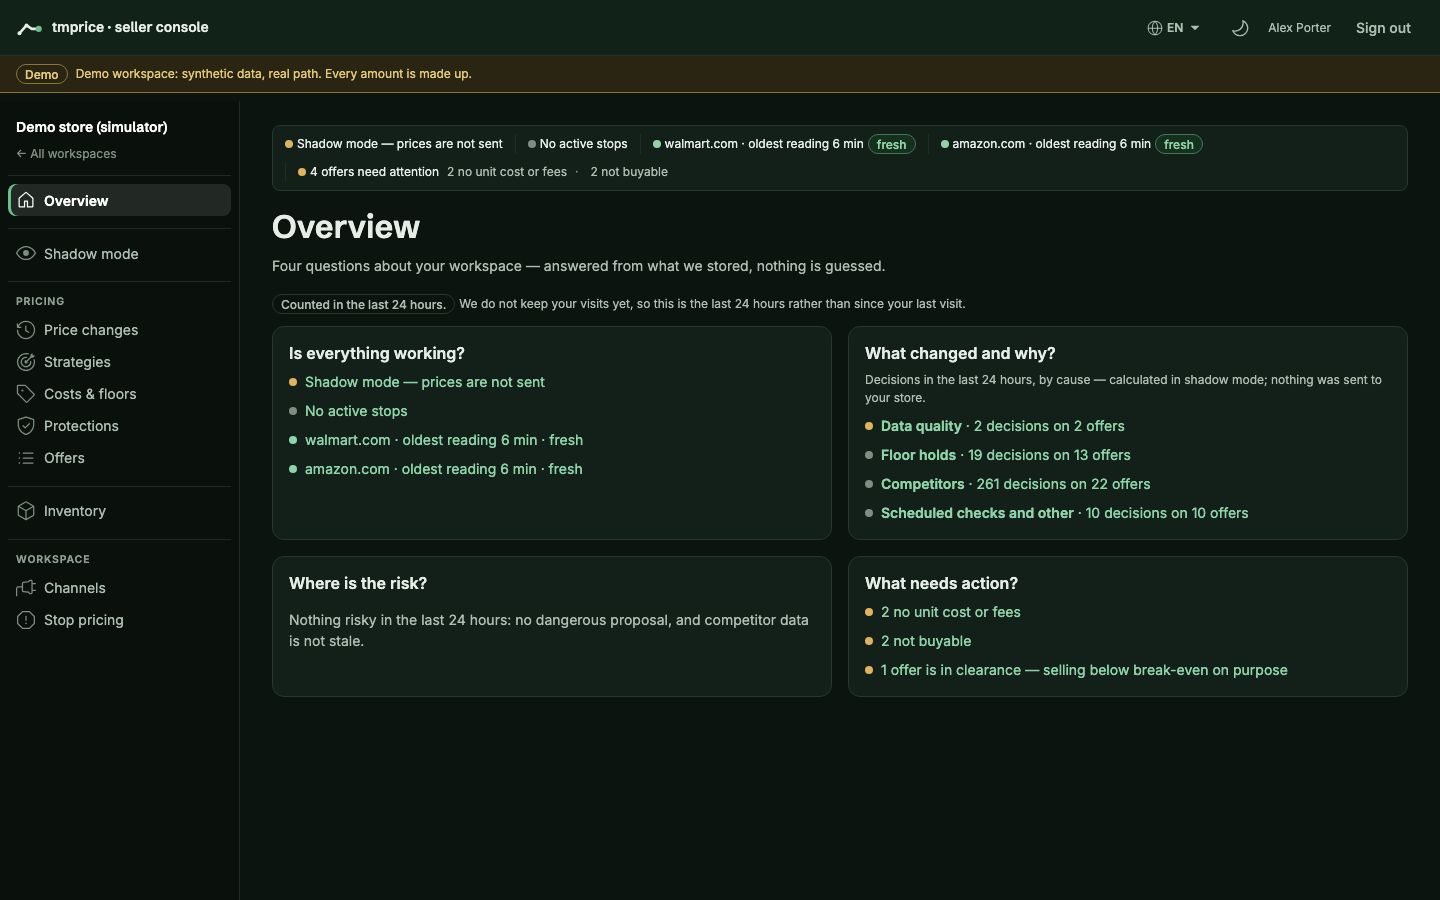 tmprice · seller console
EN
Alex Porter
Sign out
Demo
Demo workspace: synthetic data, real path. Every amount is made up.
Demo store (simulator)
← All workspaces
Overview
Shadow mode
PRICING
Price changes
Strategies
Costs & floors
Protections
Offers
Inventory
WORKSPACE
Channels
Stop pricing
Shadow mode — prices are not sent
No active stops
walmart.com · oldest reading 6 min fresh
amazon.com · oldest reading 6 min fresh
4 offers need attention 2 no unit cost or fees · 2 not buyable
Overview
Four questions about your workspace — answered from what we stored, nothing is guessed.
Counted in the last 24 hours. We do not keep your visits yet, so this is the last 24 hours rather than since your last visit.
Is everything working?
Shadow mode — prices are not sent
No active stops
walmart.com · oldest reading 6 min · fresh
amazon.com · oldest reading 6 min · fresh
What changed and why?
Decisions in the last 24 hours, by cause — calculated in shadow mode; nothing was sent to
your store.
Data quality · 2 decisions on 2 offers
Floor holds · 19 decisions on 13 offers
Competitors · 261 decisions on 22 offers
Scheduled checks and other · 10 decisions on 10 offers
Where is the risk?
Nothing risky in the last 24 hours: no dangerous proposal, and competitor data
is not stale.
What needs action?
2 no unit cost or fees
2 not buyable
1 offer is in clearance — selling below break-even on purpose